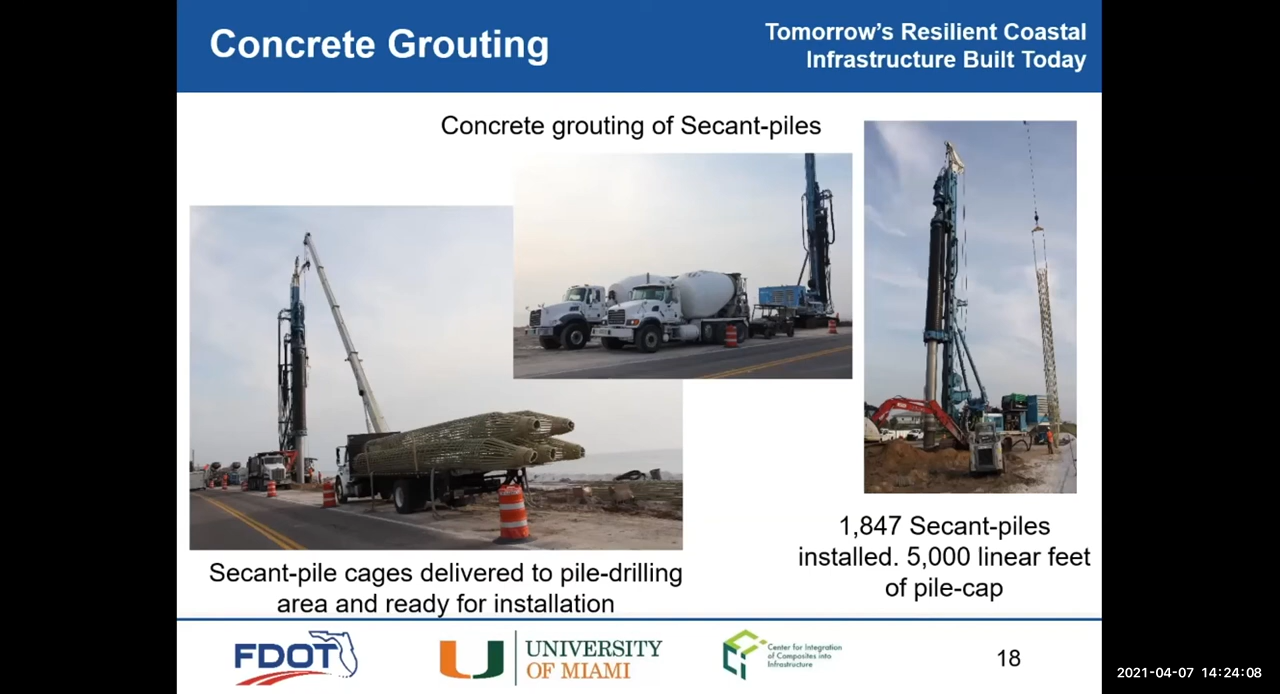 Concrete Grouting
Tomorrow’s Resilient Coastal
Infrastructure Built Today
Concrete grouting of Secant-piles
Secant-pile cages delivered to pile-drilling
area and ready for installation
1,847 Secant-piles
installed. 5,000 linear feet
of pile-cap
FDOT
UNIVERSITY
OF MIAMI
Center for Integration
of Composites into
Infrastructure
18
2021-04-07 14:24:08